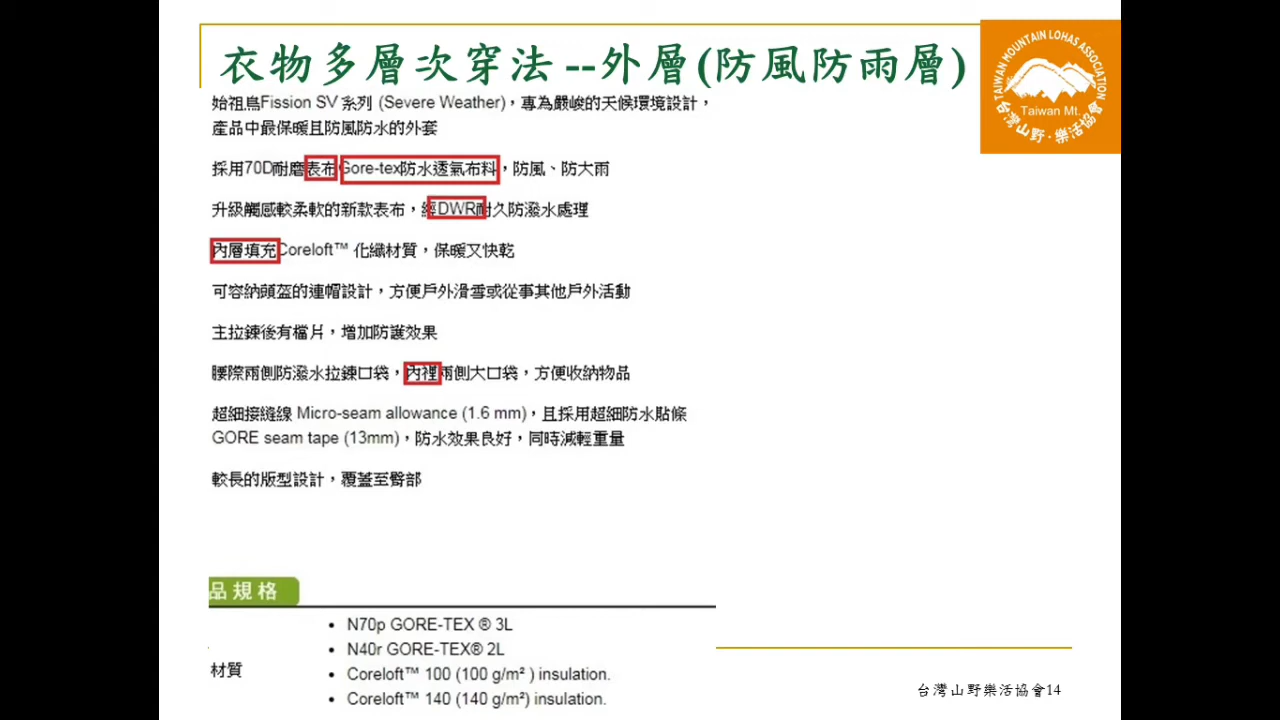 衣物多層次穿法--外層(防風防雨層)
TAIWAN MOUNTAIN LOHAS ASSOCIATION
Taiwan Mt.
台灣山野‧樂活協會
始祖鳥Fission SV 系列 (Severe Weather)，專為嚴峻的天候環境設計，
產品中最保暖且防風防水的外套
採用70D耐磨表布Gore-tex防水透氣布料，防風、防大雨
升級觸感較柔軟的新款表布，經DWR耐久防潑水處理
內層填充Coreloft™ 化纖材質，保暖又快乾
可容納頭盔的連帽設計，方便戶外滑雪或從事其他戶外活動
主拉鍊後有檔片，增加防護效果
腰際兩側防潑水拉鍊口袋，內裡兩側大口袋，方便收納物品
超細接縫線 Micro-seam allowance (1.6 mm)，且採用超細防水貼條
GORE seam tape (13mm)，防水效果良好，同時減輕重量
較長的版型設計，覆蓋至臀部
品規格
材質
• N70p GORE-TEX ® 3L
• N40r GORE-TEX® 2L
• Coreloft™ 100 (100 g/m² ) insulation.
• Coreloft™ 140 (140 g/m²) insulation.
台灣山野樂活協會14